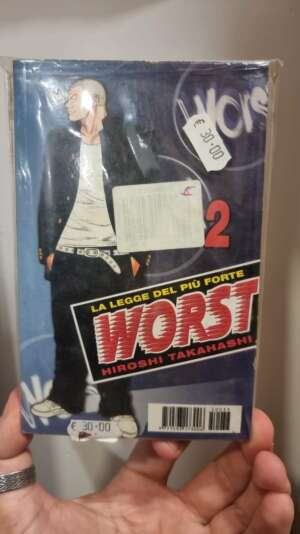 WORST
€ 30.00
2
LA LEGGE DEL PIÙ FORTE
WORST
HIROSHI TAKAHASHI
€ 30.00